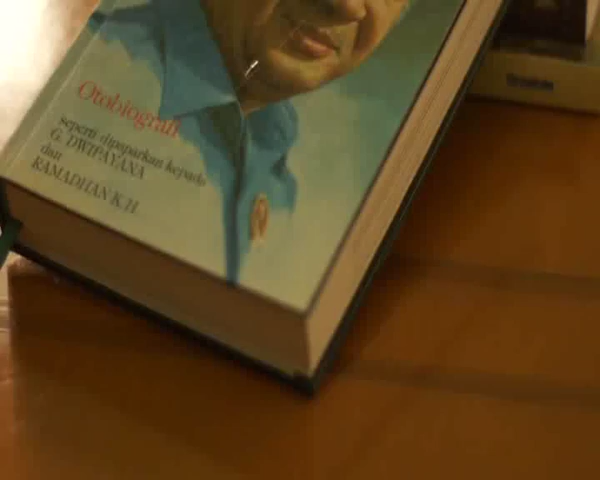 Otobiografi
seperti dipaparkan kepada
G. DWIPAYANA
dan
RAMADHAN K.H